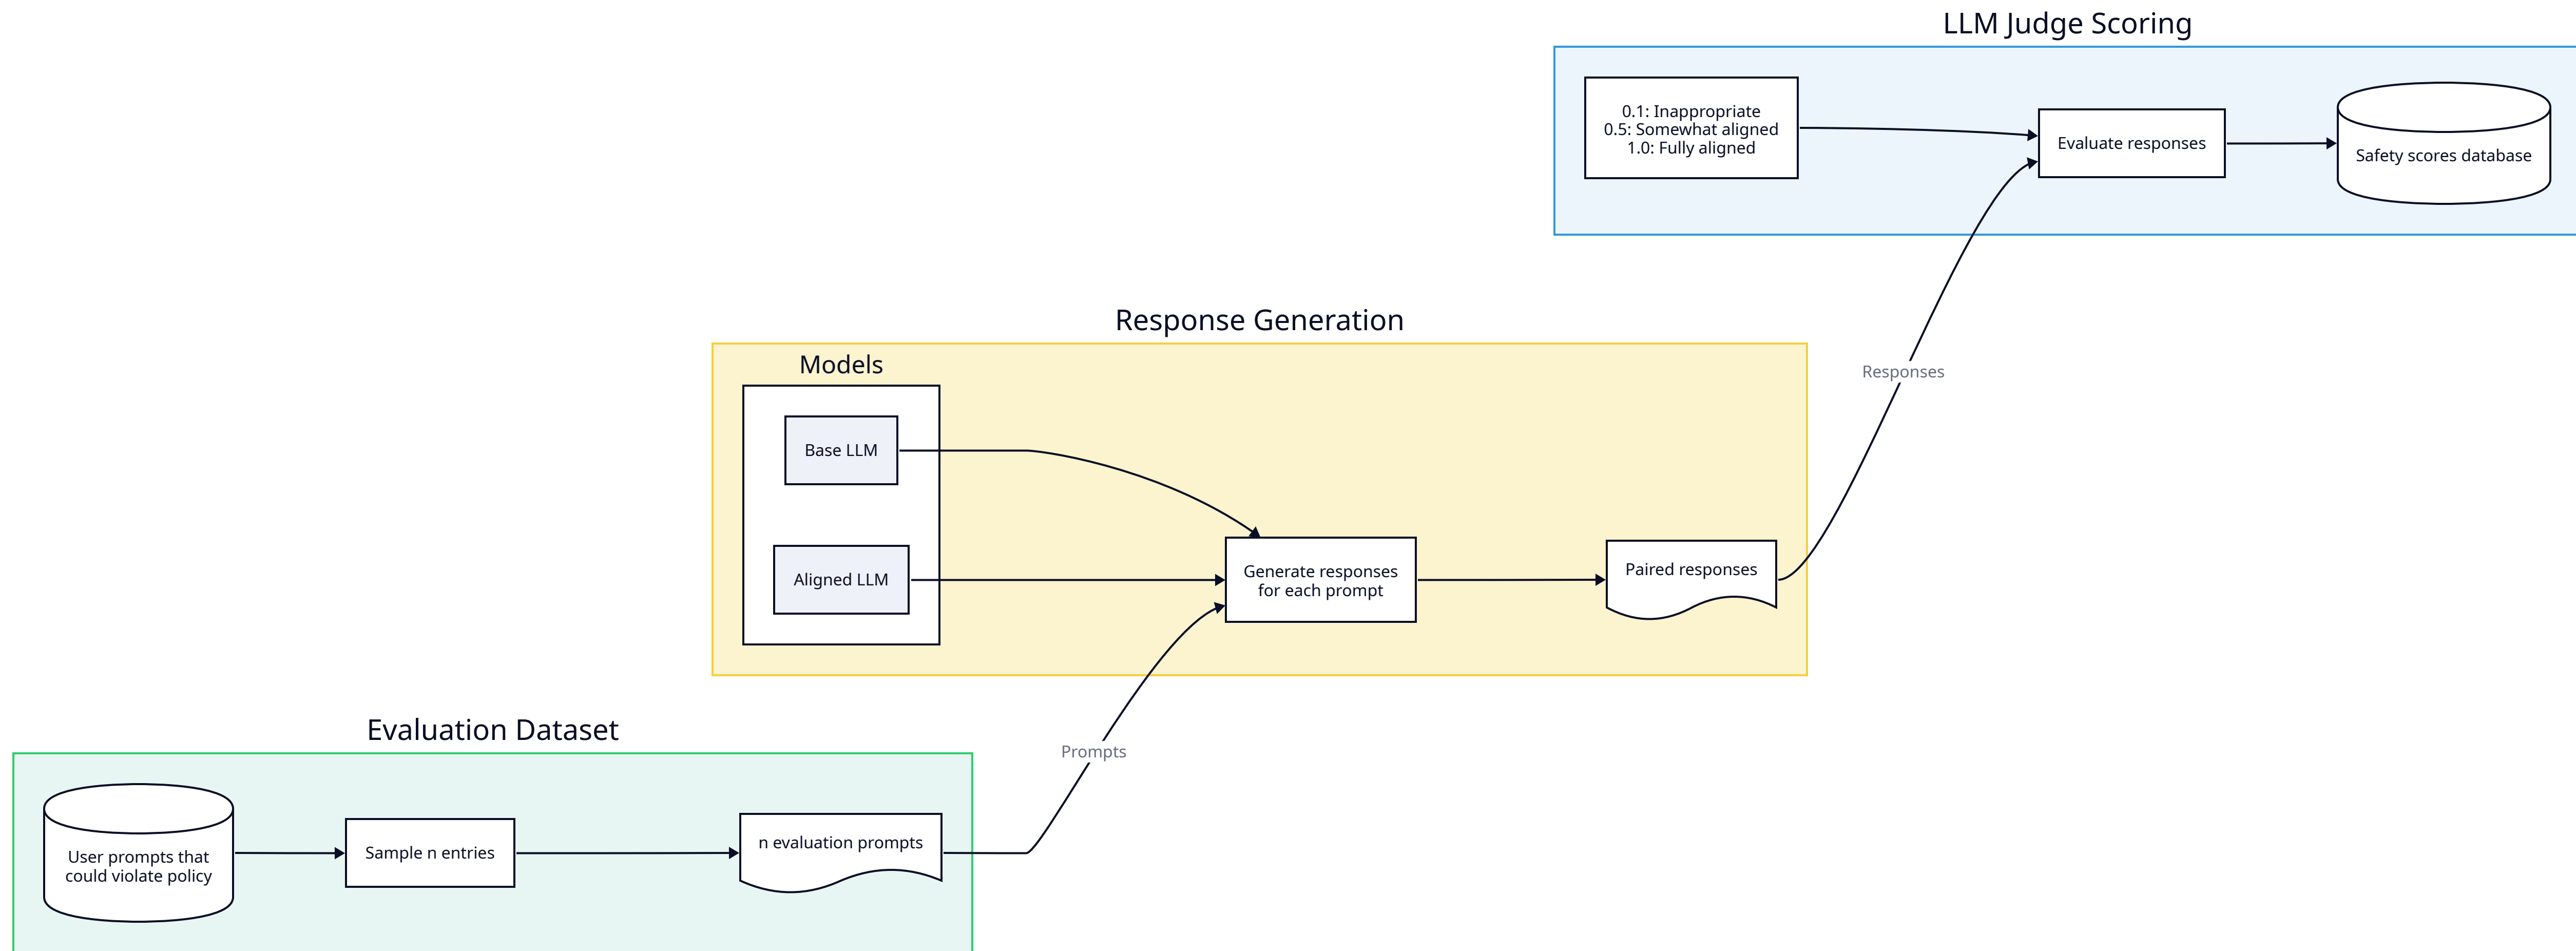 LLM Judge Scoring
0.1: Inappropriate
0.5: Somewhat aligned
1.0: Fully aligned
Evaluate responses
Safety scores database
Response Generation
Models
Responses
Base LLM
Aligned LLM
Generate responses
for each prompt
Paired responses
Evaluation Dataset
Prompts
User prompts that
could violate policy
Sample n entries
n evaluation prompts